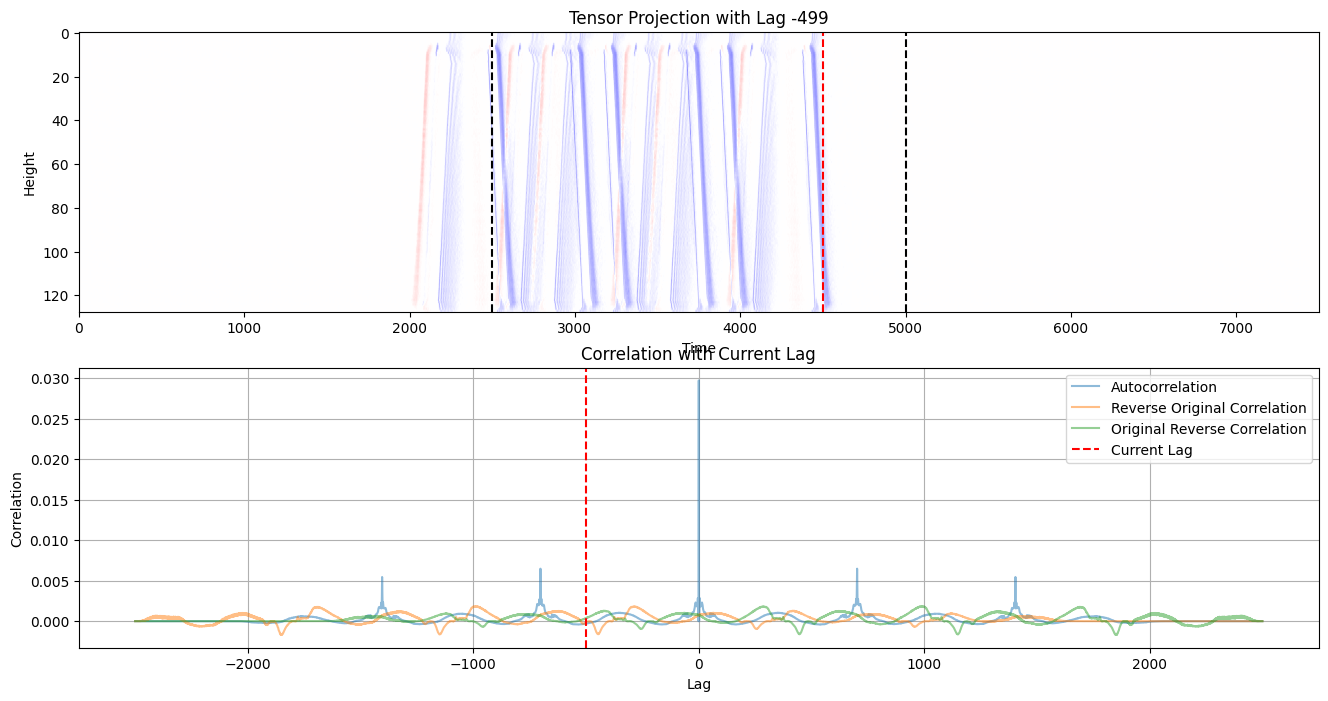 Tensor Projection with Lag -499
Height
0
20
40
60
80
100
120
0 1000 2000 3000 4000 5000 6000 7000
Time
Correlation with Current Lag
Correlation
0.030
0.025
0.020
0.015
0.010
0.005
0.000
Autocorrelation
Reverse Original Correlation
Original Reverse Correlation
Current Lag
−2000 −1000 0 1000 2000
Lag